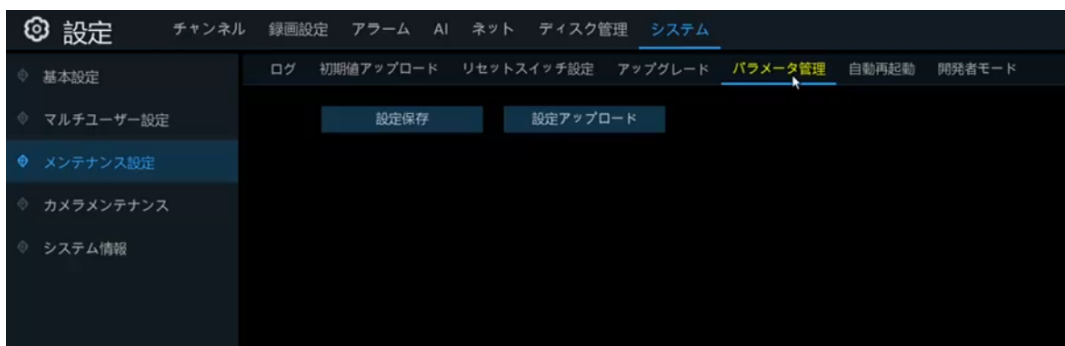 設定 チャンネル 録画設定 アラーム AI ネット ディスク管理 システム
ログ 初期値アップロード リセットスイッチ設定 アップグレード パラメータ管理 自動再起動 開発者モード
基本設定
マルチユーザー設定
メンテナンス設定
カメラメンテナンス
システム情報
設定保存 設定アップロード